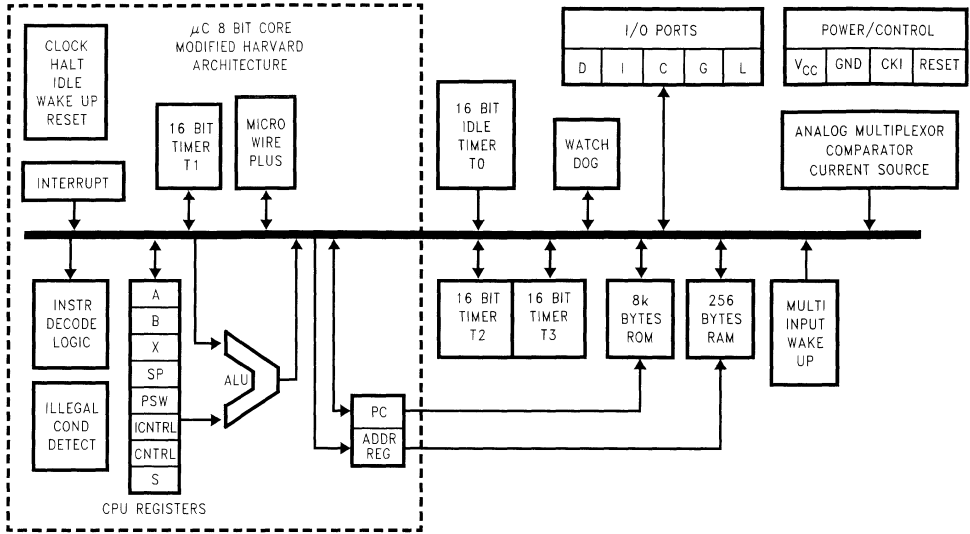 μC 8 BIT CORE
MODIFIED HARVARD
ARCHITECTURE
CLOCK
HALT
IDLE
WAKE UP
RESET
INTERRUPT
16 BIT
TIMER
T1
MICRO
WIRE
PLUS
16 BIT
IDLE
TIMER
T0
WATCH
DOG
I/O PORTS
D I C G L
POWER/CONTROL
VCC GND CKI RESET
ANALOG MULTIPLEXOR
COMPARATOR
CURRENT SOURCE
INSTR
DECODE
LOGIC
ILLEGAL
COND
DETECT
A
B
X
SP
PSW
ICNTRL
CNTRL
S
CPU REGISTERS
ALU
PC
ADDR
REG
16 BIT
TIMER
T2
16 BIT
TIMER
T3
8k
BYTES
ROM
256
BYTES
RAM
MULTI
INPUT
WAKE
UP